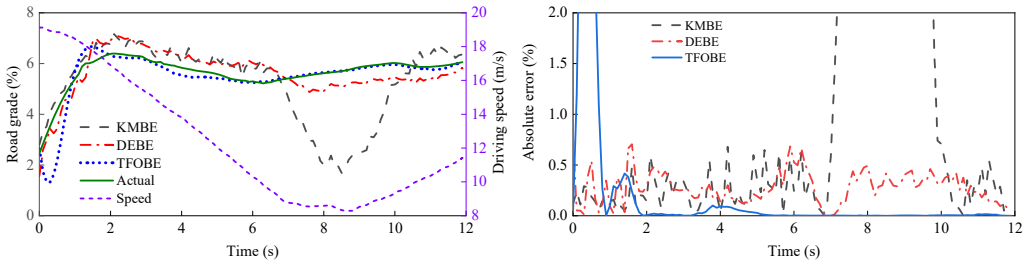 8
6
4
2
0
Road grade (%)
20
18
16
14
12
10
8
Driving speed (m/s)
KMBE
DEBE
TFOBE
Actual
Speed
0 2 4 6 8 10 12
Time (s)
2.0
1.5
1.0
0.5
0.0
Absolute error (%)
KMBE
DEBE
TFOBE
0 2 4 6 8 10 12
Time (s)